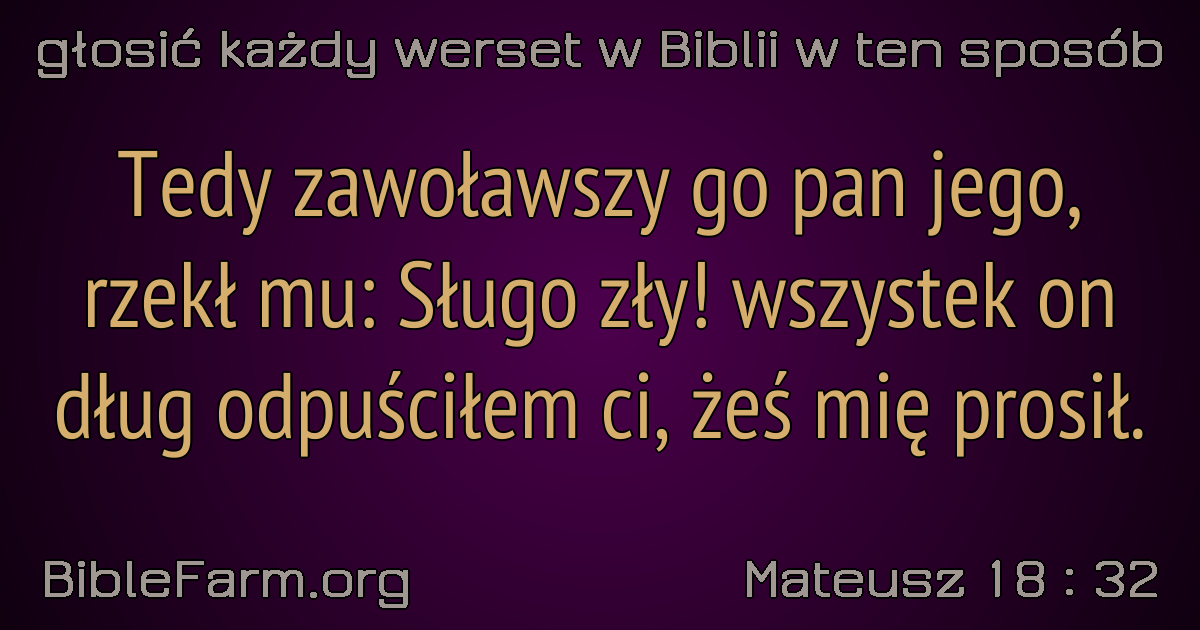 głosić każdy werset w Biblii w ten sposób
Tedy zawoławszy go pan jego,
rzekł mu: Sługo zły! wszystek on
dług odpuściłem ci, żeś mię prosił.
BibleFarm.org
Mateusz 18 : 32